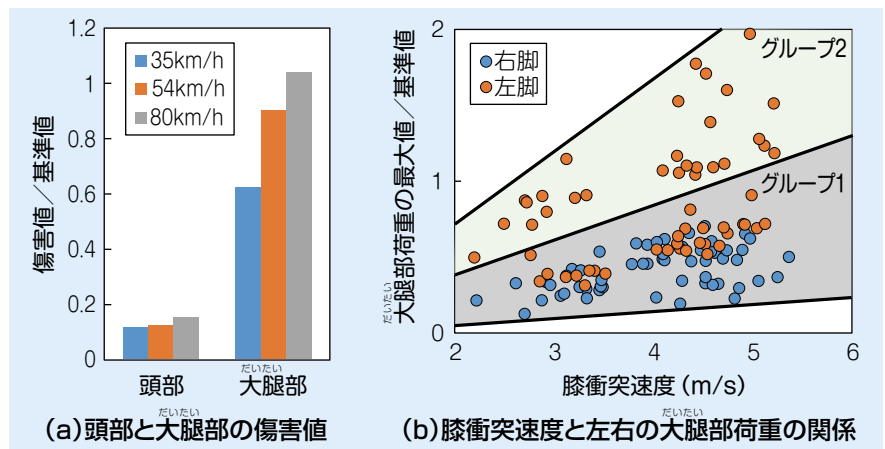 傷害値／基準値
1.2
1
0.8
0.6
0.4
0.2
0
35km/h
54km/h
80km/h
頭部
だいたい
大腿部
だいたい
(a)頭部と大腿部の傷害値
だいたい
大腿部荷重の最大値／基準値
2
1
0
右脚
左脚
グループ2
グループ1
2
3
4
5
6
膝衝突速度(m/s)
だいたい
(b)膝衝突速度と左右の大腿部荷重の関係